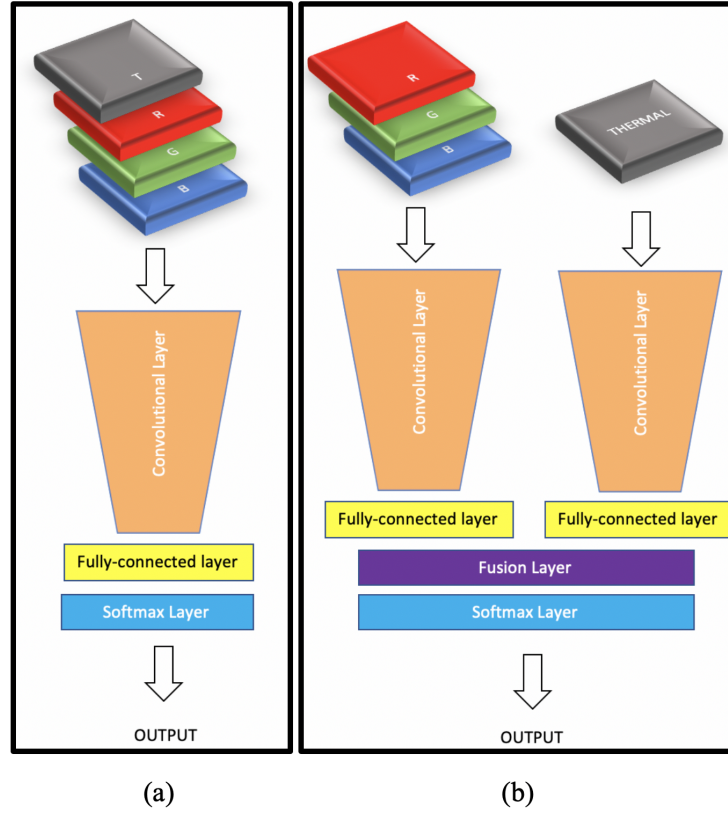 T
R
G
B
Convolutional Layer
Fully-connected layer
Softmax Layer
OUTPUT
(a)
R
G
B
THERMAL
Convolutional Layer
Convolutional Layer
Fully-connected layer
Fully-connected layer
Fusion Layer
Softmax Layer
OUTPUT
(b)